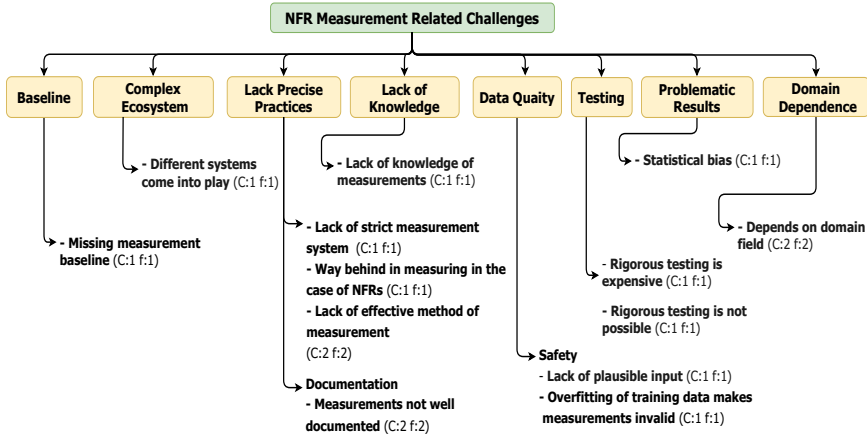 NFR Measurement Related Challenges
Baseline
Complex
Ecosystem
Lack Precise
Practices
Lack of
Knowledge
Data Quaity
Testing
Problematic
Results
Domain
Dependence
- Missing measurement
baseline (C:1 f:1)
- Different systems
come into play (C:1 f:1)
- Lack of strict measurement
system (C:1 f:1)
- Way behind in measuring in the
case of NFRs (C:1 f:1)
- Lack of effective method of
measurement
(C:2 f:2)
Documentation
- Measurements not well
documented (C:2 f:2)
- Lack of knowledge of
measurements (C:1 f:1)
Safety
- Lack of plausible input (C:1 f:1)
- Overfitting of training data makes
measurements invalid (C:1 f:1)
- Rigorous testing is
expensive (C:1 f:1)
- Rigorous testing is not
possible (C:1 f:1)
- Statistical bias (C:1 f:1)
- Depends on domain
field (C:2 f:2)